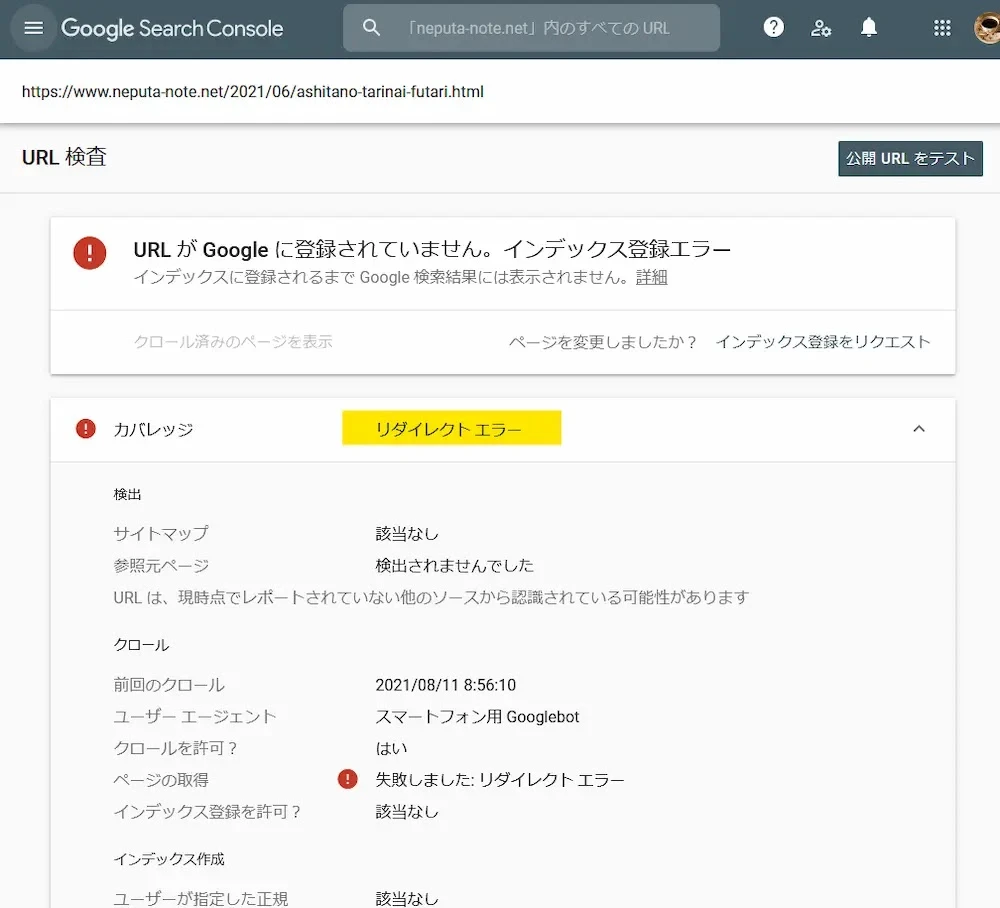 Google Search Console
「neputa-note.net」内のすべての URL
https://www.neputa-note.net/2021/06/ashitano-tarinai-futari.html
URL 検査
公開 URL をテスト
URL が Google に登録されていません。インデックス登録エラー
インデックスに登録されるまで Google 検索結果には表示されません。詳細
クロール済みのページを表示
ページを変更しましたか？ インデックス登録をリクエスト
カバレッジ リダイレクト エラー
検出
サイトマップ 該当なし
参照元ページ 検出されませんでした
URL は、現時点でレポートされていない他のソースから認識されている可能性があります
クロール
前回のクロール 2021/08/11 8:56:10
ユーザー エージェント スマートフォン用 Googlebot
クロールを許可？ はい
ページの取得 失敗しました: リダイレクト エラー
インデックス登録を許可？ 該当なし
インデックス作成
ユーザーが指定した正規 該当なし